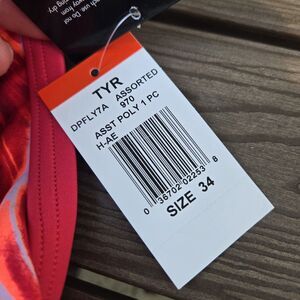 TYR
DPFLY7A ASSORTED
970
ASST POLY 1 PC
H-AE
0 36702 02253 8
SIZE 34